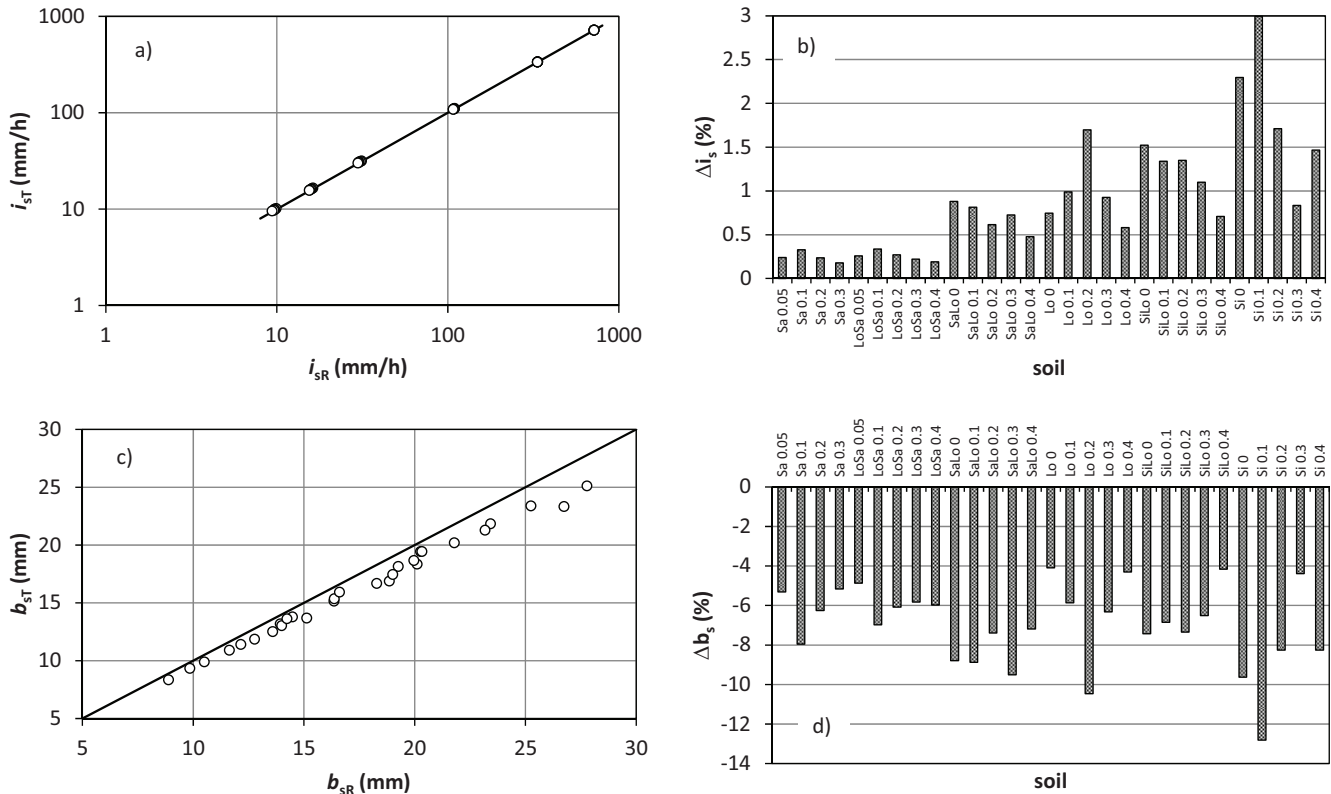 a)
1000
100
10
1
1
10
100
1000
i_sT (mm/h)
i_sR (mm/h)
b)
3
2.5
2
1.5
1
0.5
0
Δi_s (%)
Sa 0.05
Sa 0.1
Sa 0.2
Sa 0.3
LoSa 0.05
LoSa 0.1
LoSa 0.2
LoSa 0.3
LoSa 0.4
SaLo 0
SaLo 0.1
SaLo 0.2
SaLo 0.3
SaLo 0.4
Lo 0
Lo 0.1
Lo 0.2
Lo 0.3
Lo 0.4
SiLo 0
SiLo 0.1
SiLo 0.2
SiLo 0.3
SiLo 0.4
Si 0
Si 0.1
Si 0.2
Si 0.3
Si 0.4
soil
c)
30
25
20
15
10
5
5
10
15
20
25
30
b_sT (mm)
b_sR (mm)
Sa 0.05
Sa 0.1
Sa 0.2
Sa 0.3
LoSa 0.05
LoSa 0.1
LoSa 0.2
LoSa 0.3
LoSa 0.4
SaLo 0
SaLo 0.1
SaLo 0.2
SaLo 0.3
SaLo 0.4
Lo 0
Lo 0.1
Lo 0.2
Lo 0.3
Lo 0.4
SiLo 0
SiLo 0.1
SiLo 0.2
SiLo 0.3
SiLo 0.4
Si 0
Si 0.1
Si 0.2
Si 0.3
Si 0.4
0
-2
-4
-6
-8
-10
-12
-14
Δb_s (%)
d)
soil